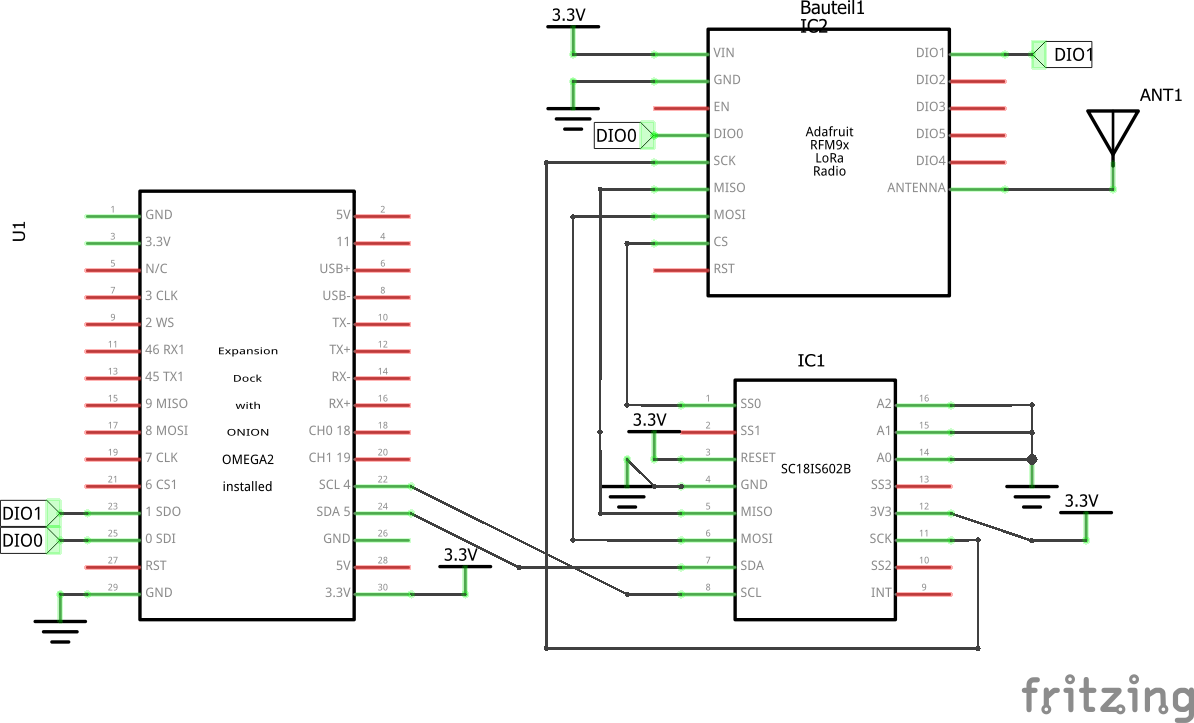 3.3V
Bauteil1
IC2
VIN
GND
EN
DIO0
DIO0
SCK
MISO
MOSI
CS
RST
Adafruit
RFM9x
LoRa
Radio
DIO1
DIO2
DIO3
DIO5
DIO4
ANTENNA
DIO1
ANT1
U1
1 GND
3 3.3V
5 N/C
7 3 CLK
9 2 WS
11 46 RX1
13 45 TX1
15 9 MISO
17 8 MOSI
19 7 CLK
21 6 CS1
DIO1 23 1 SDO
DIO0 25 0 SDI
27 RST
29 GND
Expansion
Dock
with
ONION
OMEGA2
installed
5V 2
11 4
USB+ 6
USB- 8
TX- 10
TX+ 12
RX- 14
RX+ 16
CH0 18 18
CH1 19 20
SCL 4 22
SDA 5 24
GND 26
5V 28
3.3V 30
3.3V
IC1
1 SS0
2 SS1
3.3V
3 RESET
4 GND
5 MISO
6 MOSI
7 SDA
8 SCL
SC18IS602B
A2 16
A1 15
A0 14
SS3 13
3V3 12
SCK 11
SS2 10
INT 9
3.3V
fritzing